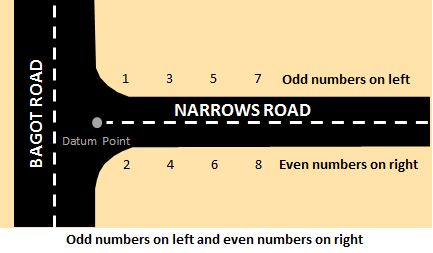 BAGOT ROAD
1 3 5 7 Odd numbers on left
NARROWS ROAD
Datum Point
2 4 6 8 Even numbers on right
Odd numbers on left and even numbers on right